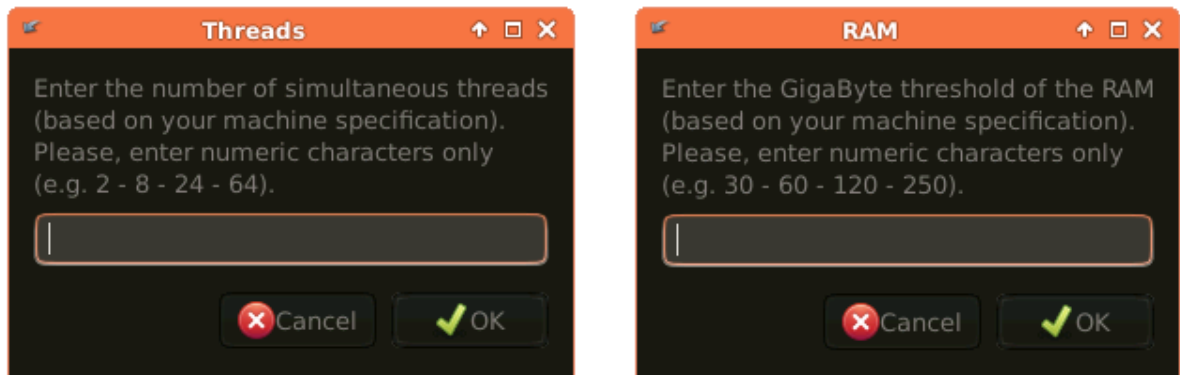 Threads
Enter the number of simultaneous threads
(based on your machine specification).
Please, enter numeric characters only
(e.g. 2 - 8 - 24 - 64).
Cancel
OK
RAM
Enter the GigaByte threshold of the RAM
(based on your machine specification).
Please, enter numeric characters only
(e.g. 30 - 60 - 120 - 250).
Cancel
OK